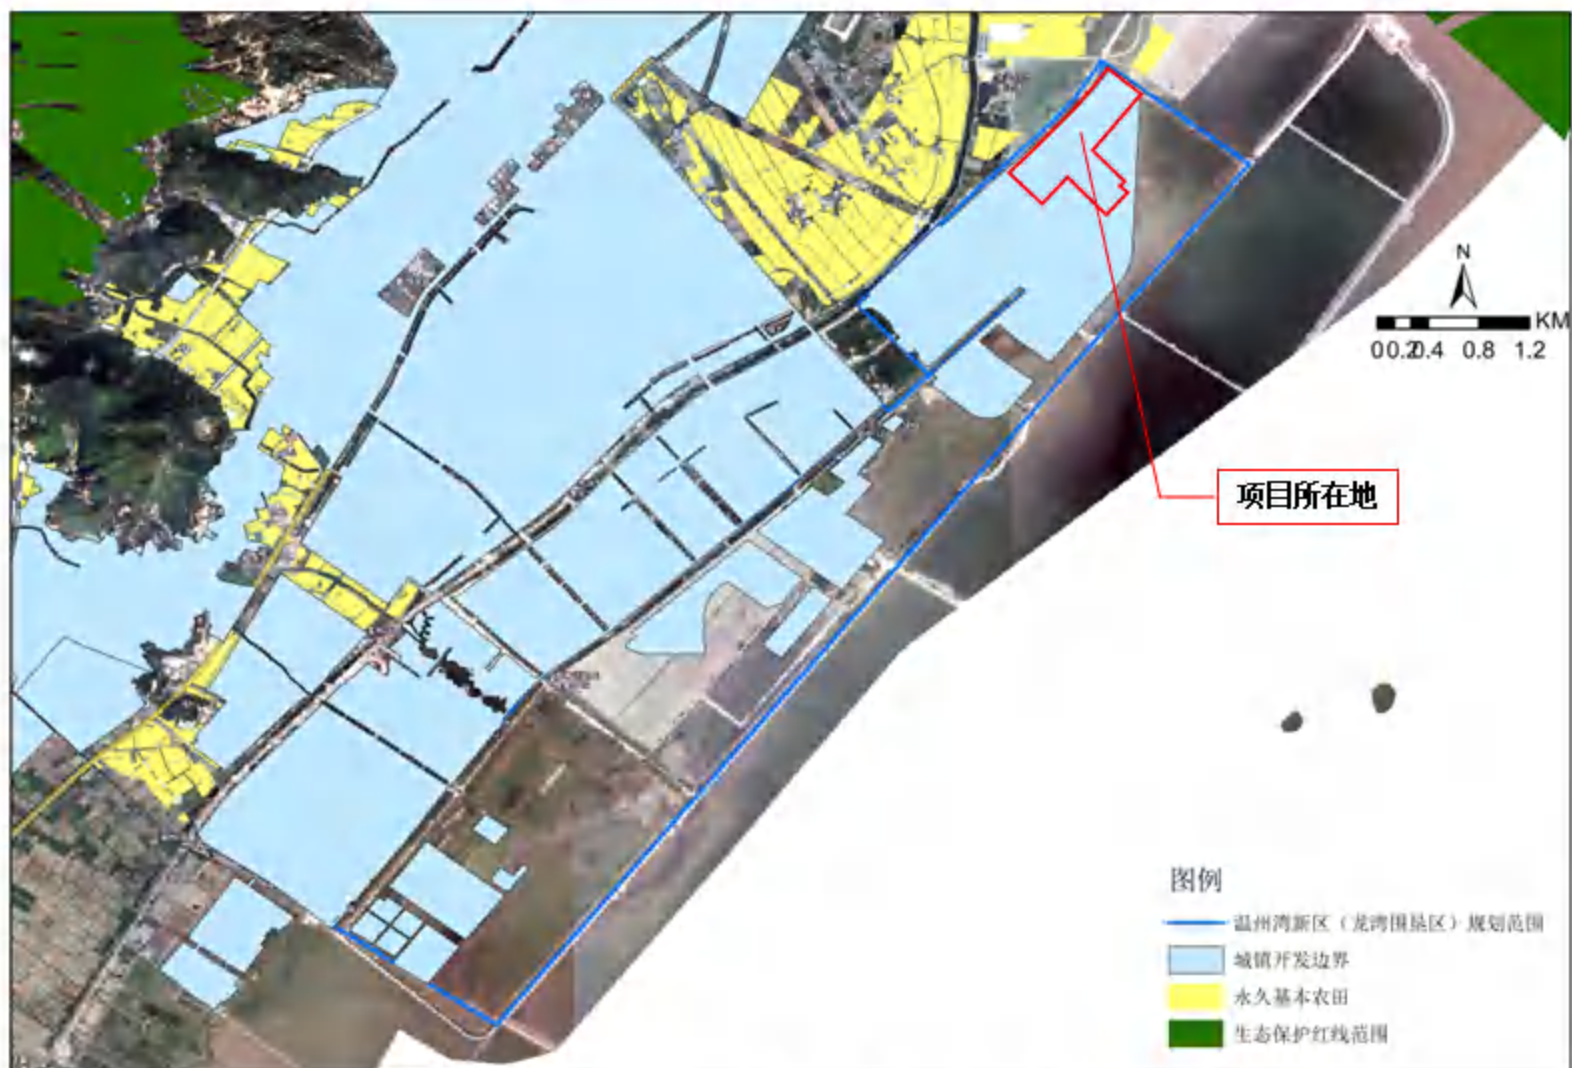 N
KM
0 0.2 0.4 0.8 1.2
项目所在地
图例
温州湾新区（龙湾围垦区）规划范围
城镇开发边界
永久基本农田
生态保护红线范围